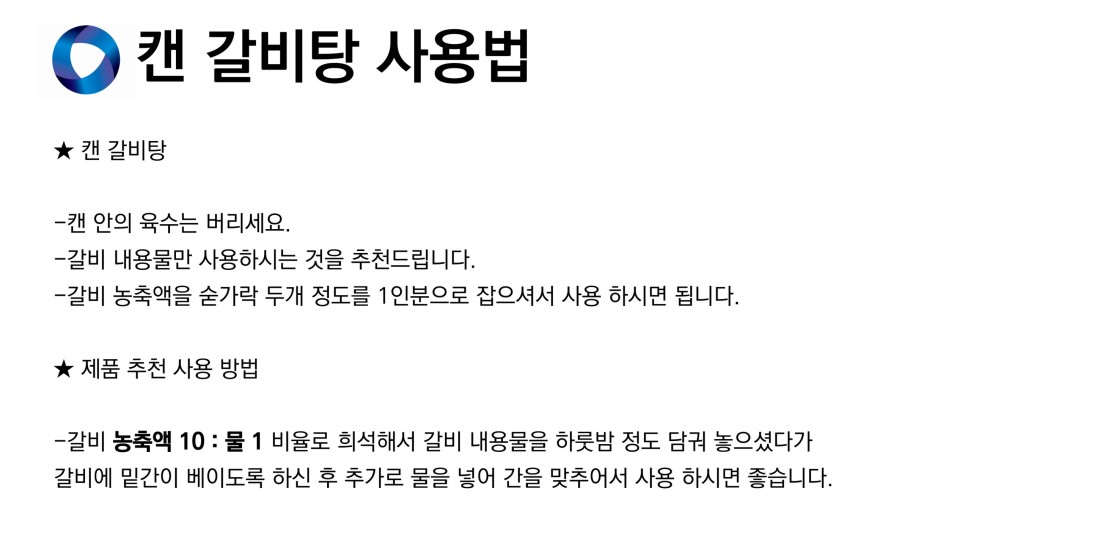 캔 갈비탕 사용법
★ 캔 갈비탕
-캔 안의 육수는 버리세요.
-갈비 내용물만 사용하시는 것을 추천드립니다.
-갈비 농축액을 숟가락 두개 정도를 1인분으로 잡으셔서 사용 하시면 됩니다.
★ 제품 추천 사용 방법
-갈비 농축액 10 : 물 1 비율로 희석해서 갈비 내용물을 하룻밤 정도 담궈 놓으셨다가
갈비에 밑간이 베이도록 하신 후 추가로 물을 넣어 간을 맞추어서 사용 하시면 좋습니다.